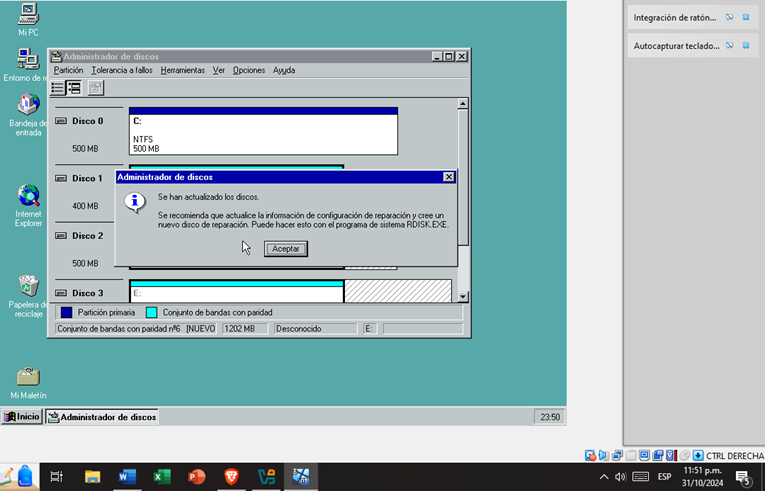 Mi PC
Entorno de re
Bandeja de
entrada
Internet
Explorer
Papelera de
reciclaje
Mi Maletín
Administrador de discos
Partición Tolerancia a fallos Herramientas Ver Opciones Ayuda
Disco 0
500 MB
C:
NTFS
500 MB
Disco 1
400 MB
Disco 2
500 MB
Disco 3
E:
Administrador de discos
Se han actualizado los discos.
Se recomienda que actualice la información de configuración de reparación y cree un
nuevo disco de reparación. Puede hacer esto con el programa de sistema RDISK.EXE.
Aceptar
Partición primaria Conjunto de bandas con paridad
Conjunto de bandas con paridad nº6 [NUEVO 1202 MB Desconocido E:
Inicio Administrador de discos 23:50
Integración de ratón...
Autocapturar teclado...
CTRL DERECHA
ESP
11:51 p.m.
31/10/2024
5